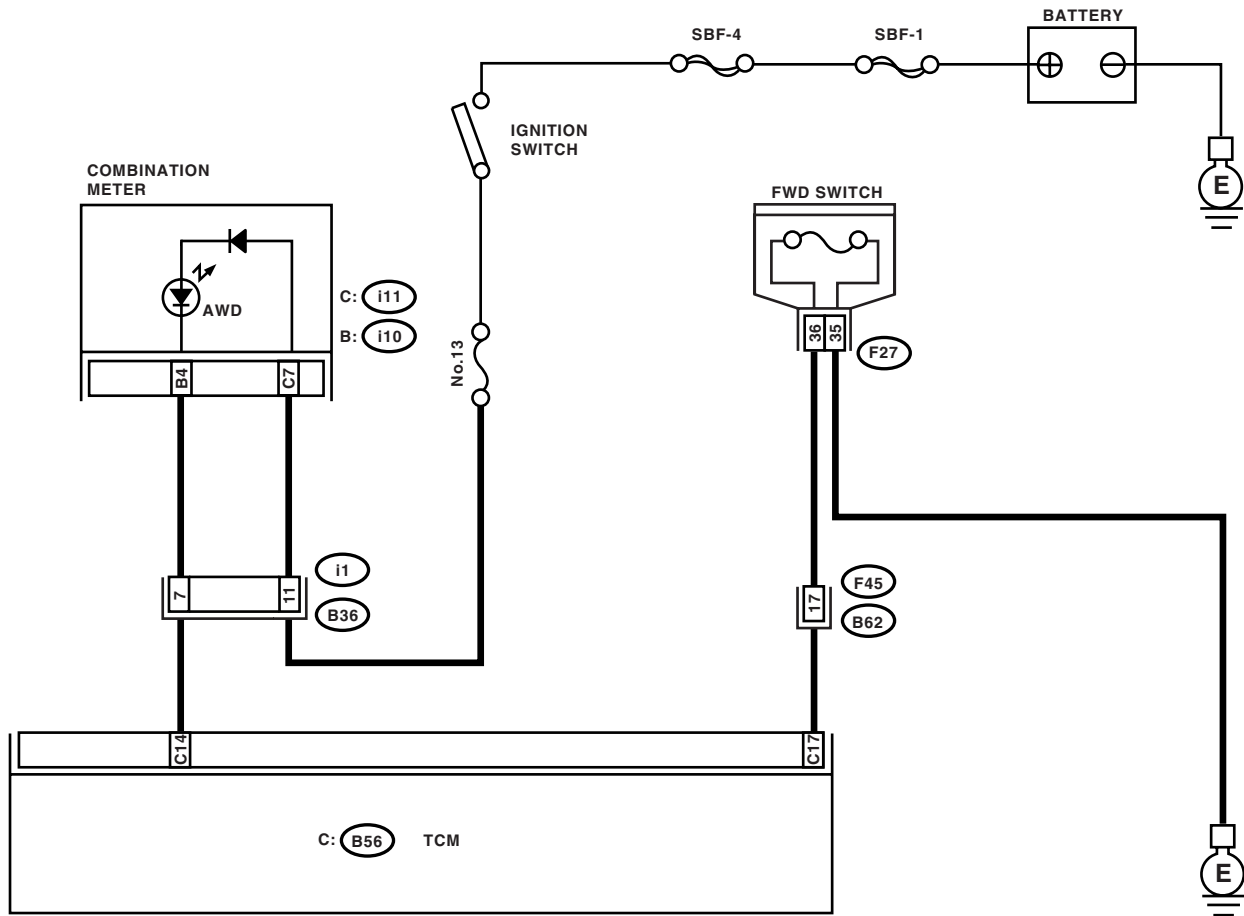 BATTERY
SBF-4
SBF-1
IGNITION
SWITCH
E
COMBINATION
METER
FWD SWITCH
AWD
C: i11
B: i10
No.13
36
35
F27
B4
C7
i1
7
11
B36
F45
17
B62
C14
C17
C: B56 TCM
E